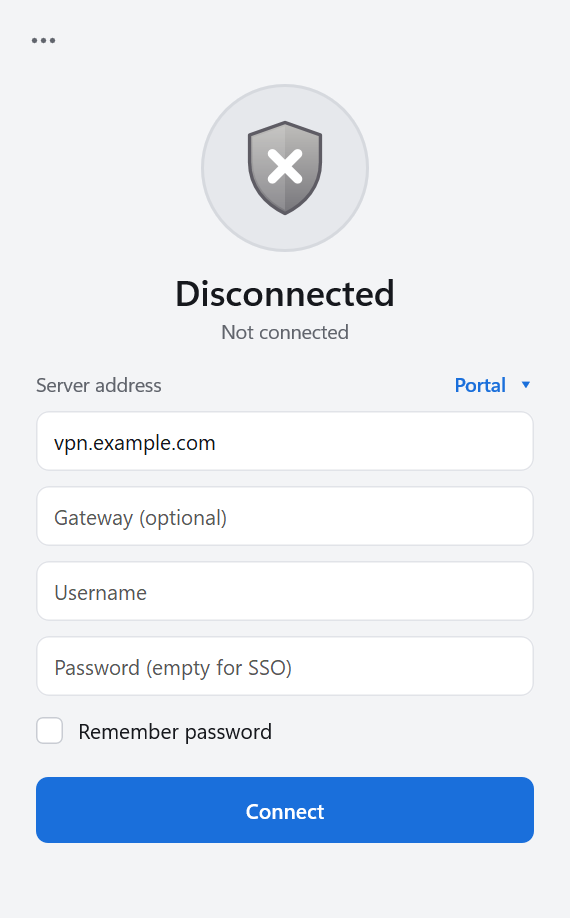 Disconnected
Not connected
Server address
Portal
vpn.example.com
Gateway (optional)
Username
Password (empty for SSO)
Remember password
Connect